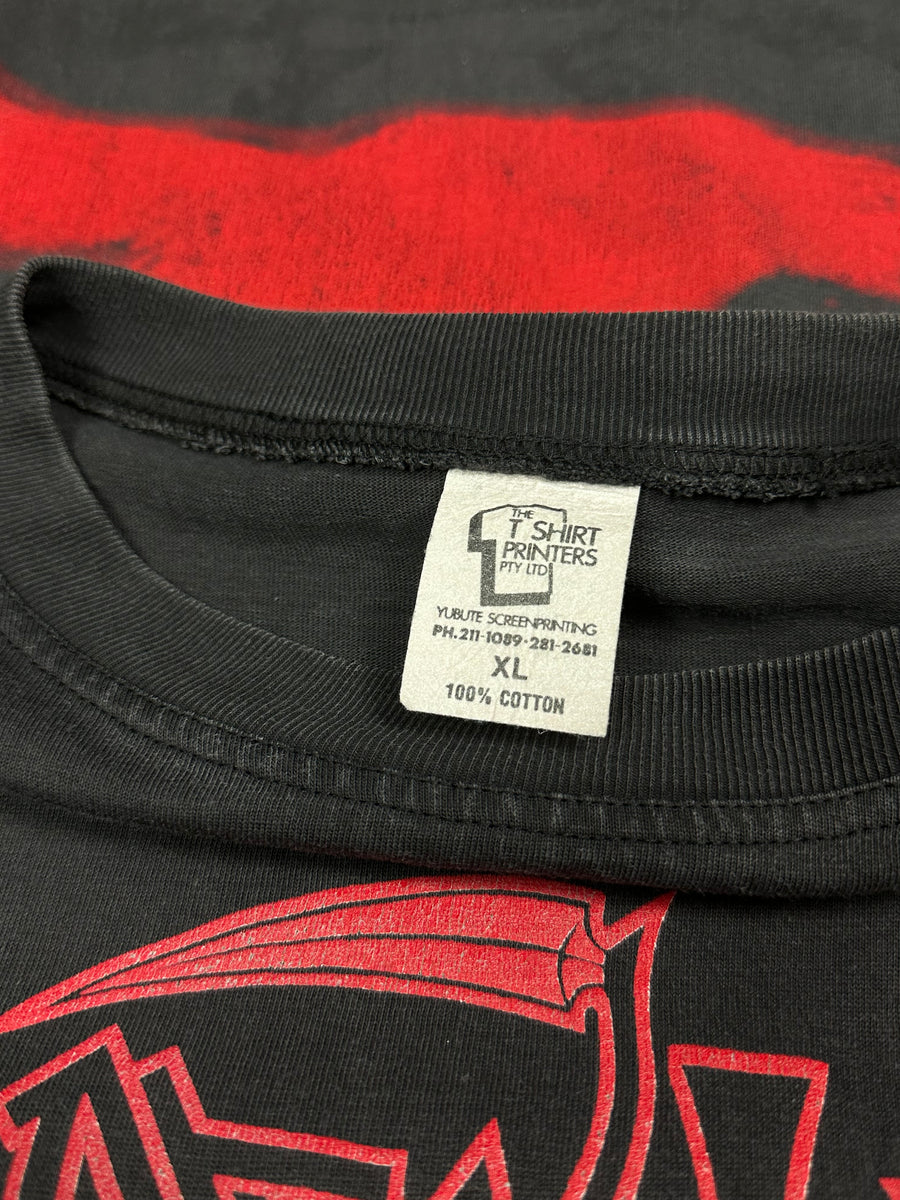 THE
T SHIRT
PRINTERS
PTY LTD
YUBUTE SCREENPRINTING
PH.211-1089-281-2681
XL
100% COTTON